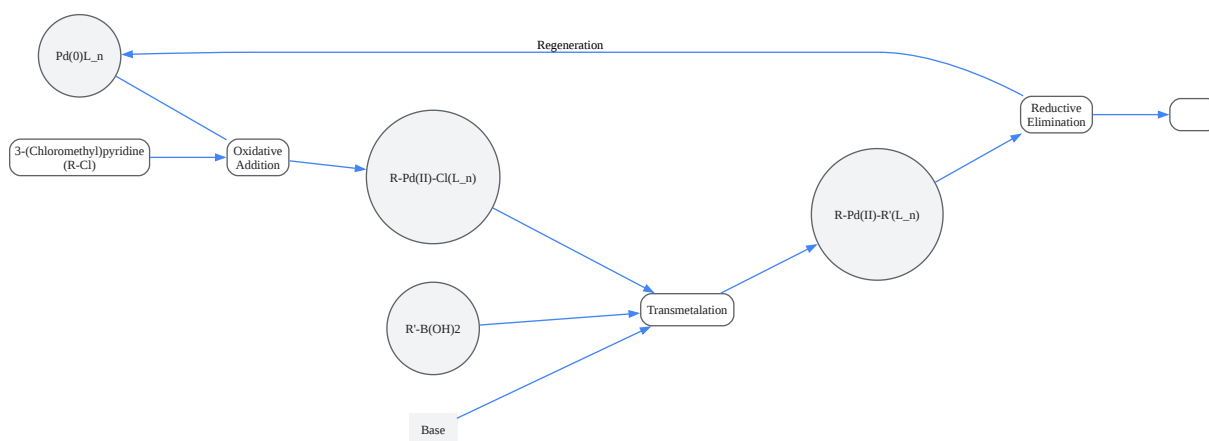 Regeneration
Pd(0)L_n
Reductive
Elimination
3-(Chloromethyl)pyridine
(R-Cl)
Oxidative
Addition
R-Pd(II)-Cl(L_n)
R-Pd(II)-R'(L_n)
Transmetalation
R'-B(OH)2
Base